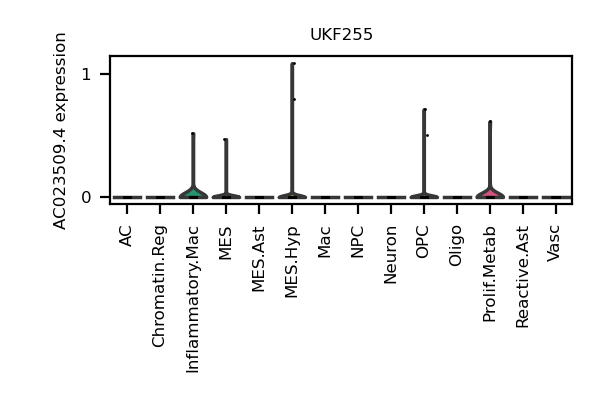 UKF255
AC023509.4 expression
1
0
AC
Chromatin.Reg
Inflammatory.Mac
MES
MES.Ast
MES.Hyp
Mac
NPC
Neuron
OPC
Oligo
Prolif.Metab
Reactive.Ast
Vasc